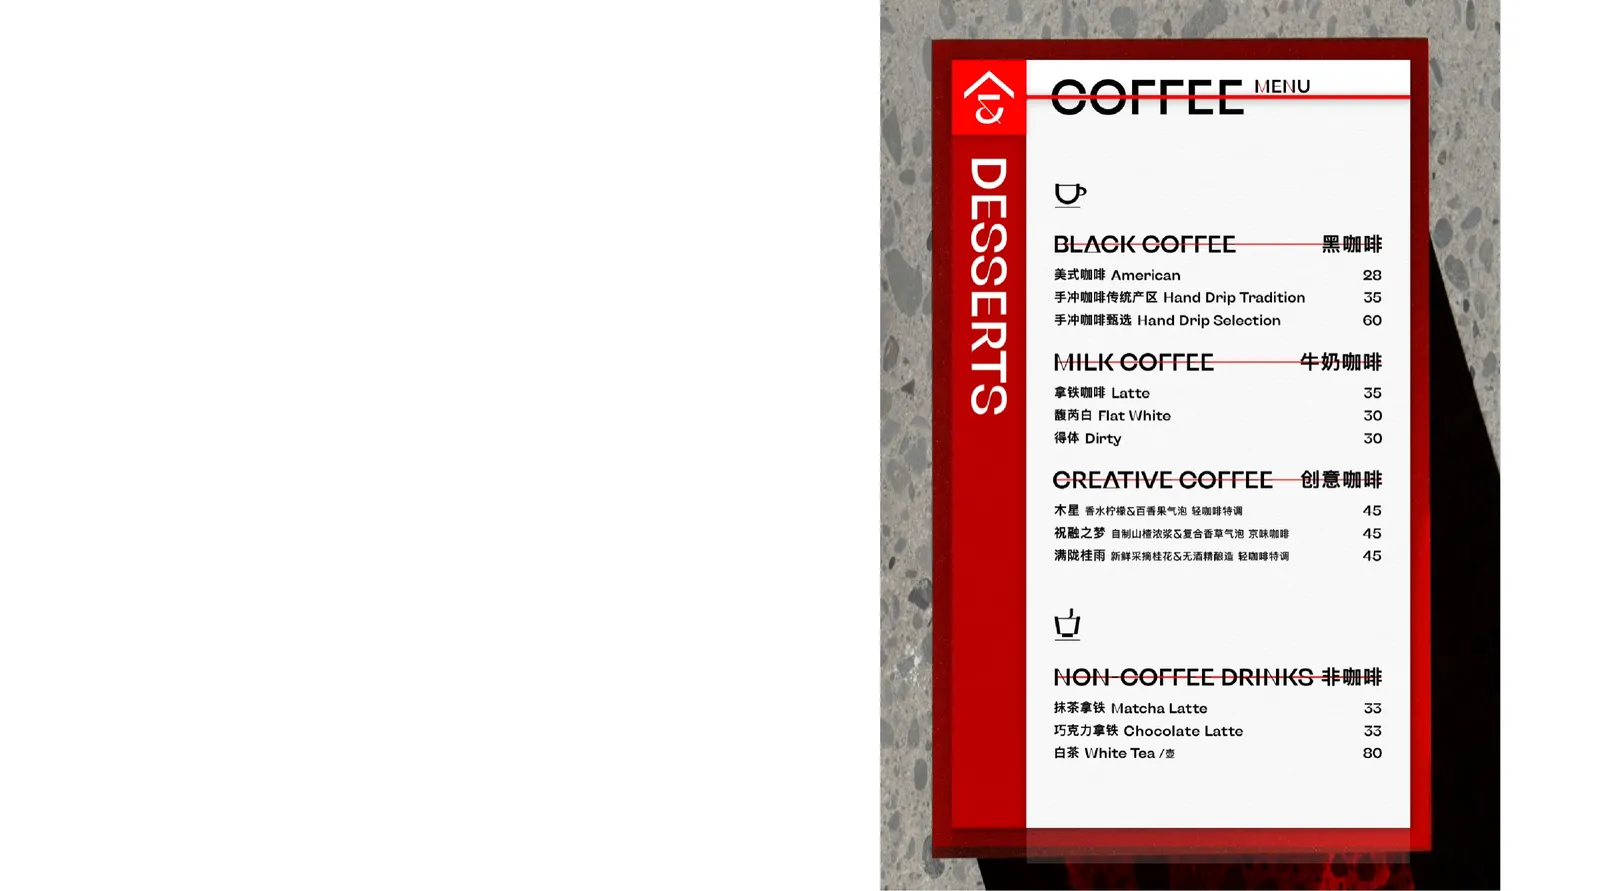 COFFEE MENU
DESSERTS
BLACK COFFEE 黑咖啡
美式咖啡 American 28
手冲咖啡传统产区 Hand Drip Tradition 35
手冲咖啡甄选 Hand Drip Selection 60
MILK COFFEE 牛奶咖啡
拿铁咖啡 Latte 35
馥芮白 Flat White 30
得体 Dirty 30
CREATIVE COFFEE 创意咖啡
木星 香水柠檬&百香果气泡 轻咖啡特调 45
祝融之梦 自制山楂浓浆&复合香草气泡 京味咖啡 45
满陇桂雨 新鲜采摘桂花&无酒精酿造 轻咖啡特调 45
NON-COFFEE DRINKS 非咖啡
抹茶拿铁 Matcha Latte 33
巧克力拿铁 Chocolate Latte 33
白茶 White Tea /壶 80